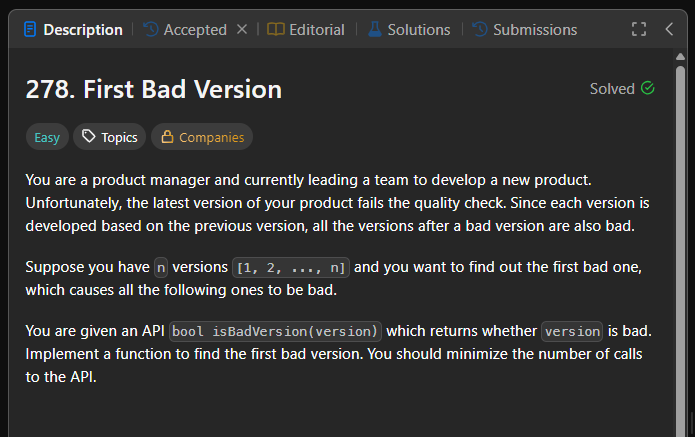 Description Accepted Editorial Solutions Submissions
278. First Bad Version Solved
Easy Topics Companies
You are a product manager and currently leading a team to develop a new product.
Unfortunately, the latest version of your product fails the quality check. Since each version is
developed based on the previous version, all the versions after a bad version are also bad.
Suppose you have n versions [1, 2, ..., n] and you want to find out the first bad one,
which causes all the following ones to be bad.
You are given an API bool isBadVersion(version) which returns whether version is bad.
Implement a function to find the first bad version. You should minimize the number of calls
to the API.